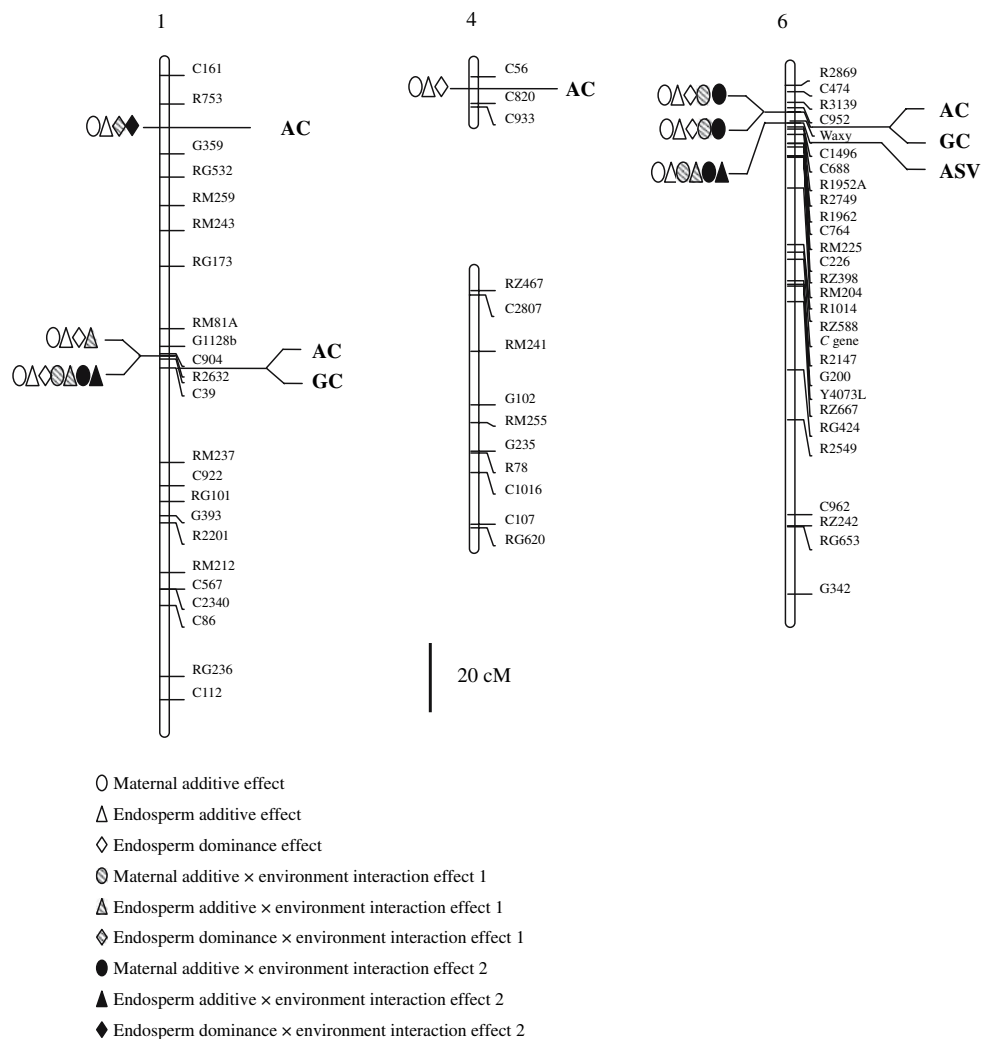 1
C161
R753
AC
G359
RG532
RM259
RM243
RG173
RM81A
G1128b
C904
R2632
C39
AC
GC
RM237
C922
RG101
G393
R2201
RM212
C567
C2340
C86
RG236
C112
4
C56
AC
C820
C933
RZ467
C2807
RM241
G102
RM255
G235
R78
C1016
C107
RG620
20 cM
6
R2869
C474
R3139
C952
Waxy
C1496
C688
R1952A
R2749
R1962
C764
RM225
C226
RZ398
RM204
R1014
RZ588
C gene
R2147
G200
Y4073L
RZ667
RG424
R2549
C962
RZ242
RG653
G342
AC
GC
ASV
Maternal additive effect
Endosperm additive effect
Endosperm dominance effect
Maternal additive × environment interaction effect 1
Endosperm additive × environment interaction effect 1
Endosperm dominance × environment interaction effect 1
Maternal additive × environment interaction effect 2
Endosperm additive × environment interaction effect 2
Endosperm dominance × environment interaction effect 2